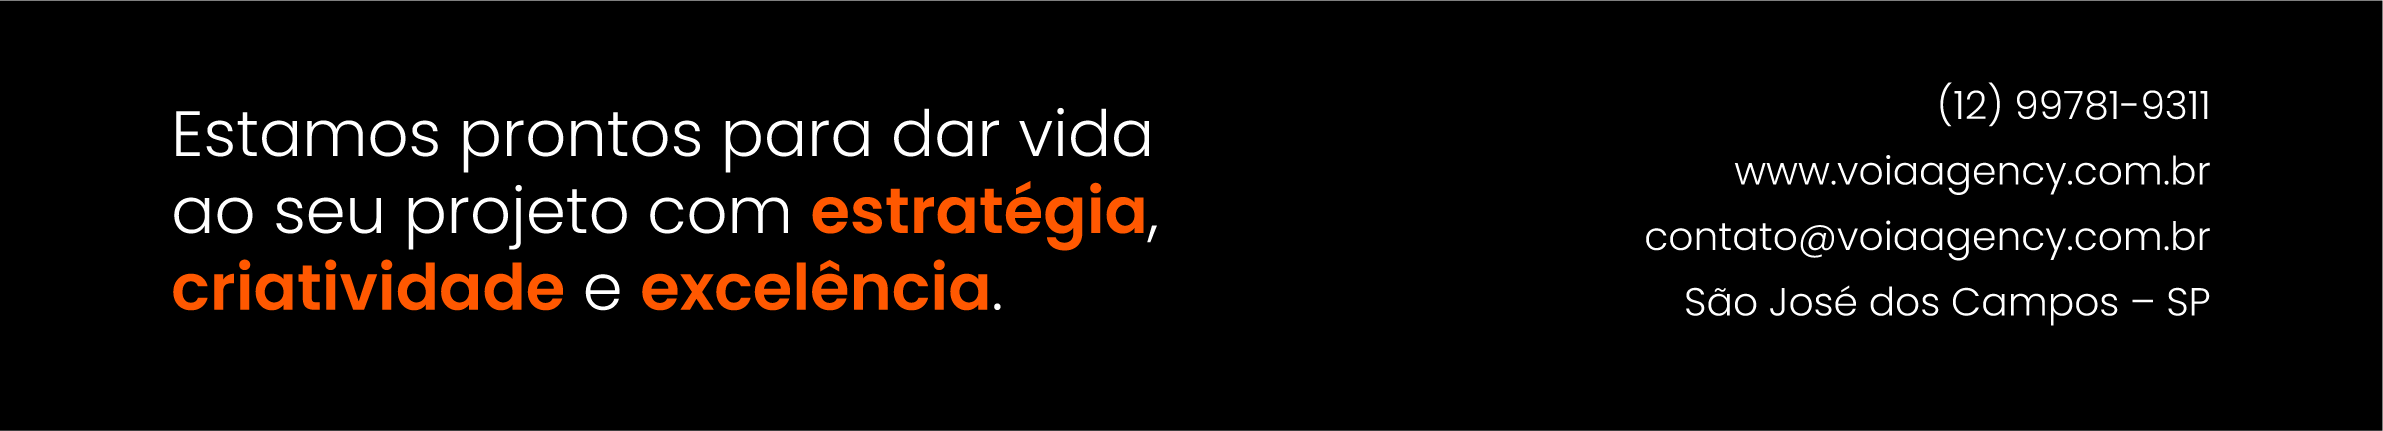 Estamos prontos para dar vida
ao seu projeto com estratégia,
criatividade e excelência.
(12) 99781-9311
www.voiaagency.com.br
contato@voiaagency.com.br
São José dos Campos – SP